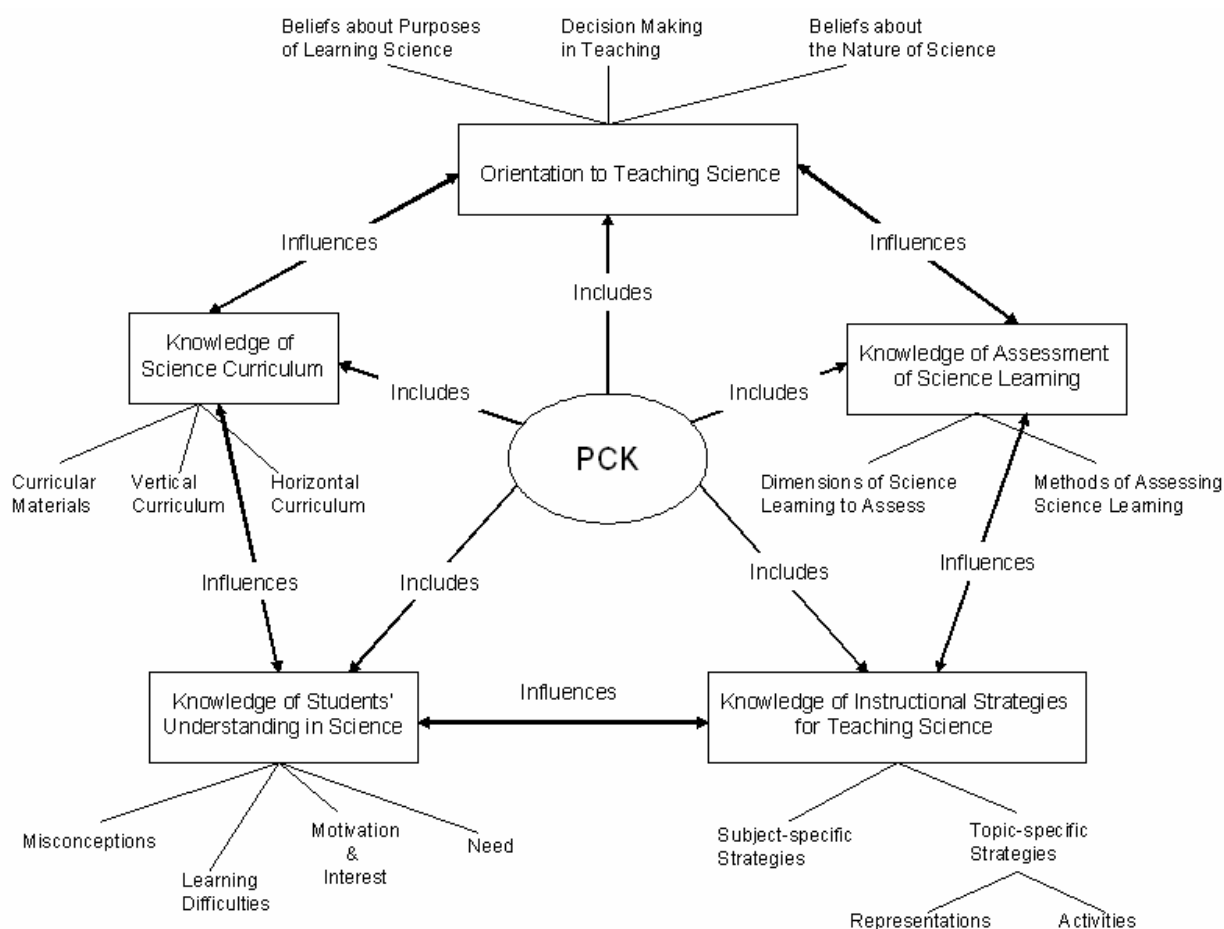 Beliefs about Purposes
of Learning Science
Decision Making
in Teaching
Beliefs about
the Nature of Science
Orientation to Teaching Science
Influences
Influences
Includes
Knowledge of
Science Curriculum
Knowledge of Assessment
of Science Learning
Includes
Includes
PCK
Curricular
Materials
Vertical
Curriculum
Horizontal
Curriculum
Dimensions of Science
Learning to Assess
Methods of Assessing
Science Learning
Influences
Includes
Includes
Influences
Knowledge of Students'
Understanding in Science
Influences
Knowledge of Instructional Strategies
for Teaching Science
Misconceptions
Learning
Difficulties
Motivation
&
Interest
Need
Subject-specific
Strategies
Topic-specific
Strategies
Representations
Activities